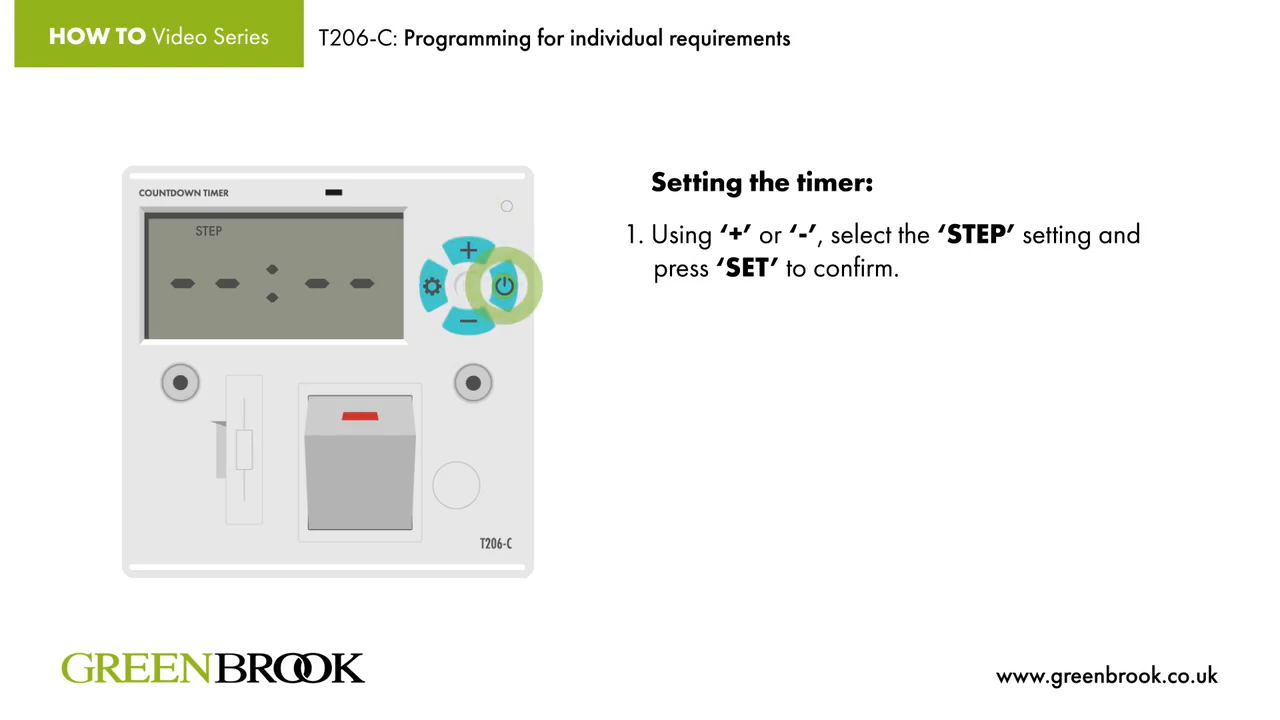 HOW TO Video Series
T206-C: Programming for individual requirements
COUNTDOWN TIMER
STEP
-- : --
+
-
T206-C
Setting the timer:
1. Using ‘+’ or ‘-’, select the ‘STEP’ setting and
press ‘SET’ to confirm.
GREENBROOK
www.greenbrook.co.uk